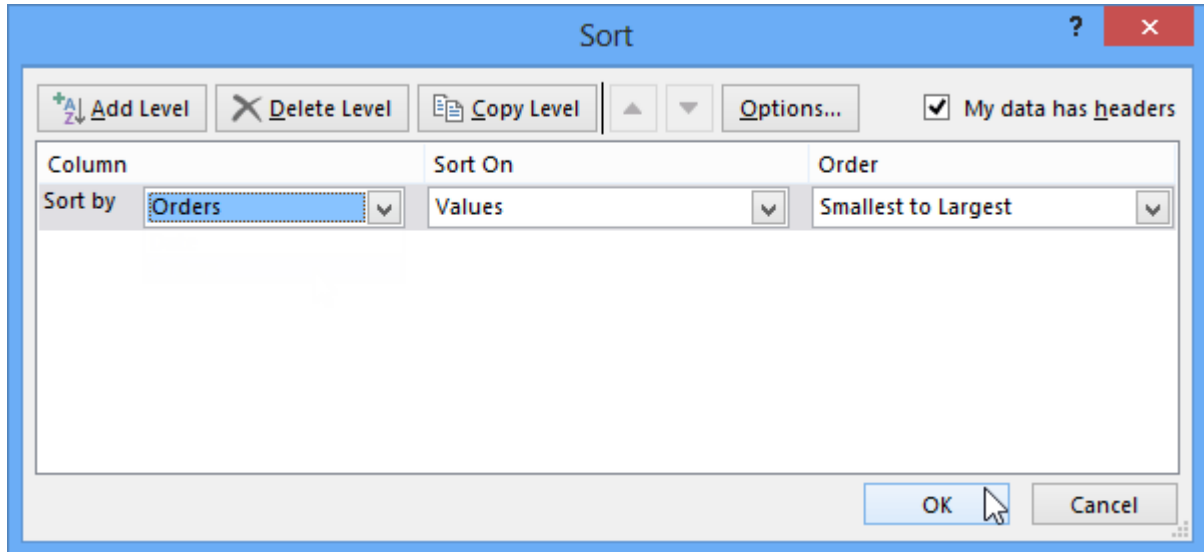 Sort
?
Add Level Delete Level Copy Level Options... My data has headers
Column Sort On Order
Sort by Orders Values Smallest to Largest
OK Cancel